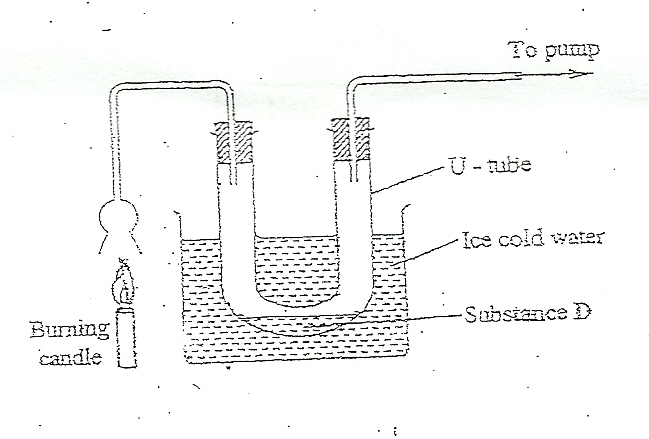 To pump
U - tube
Ice cold water
Substance D
Burning
candle